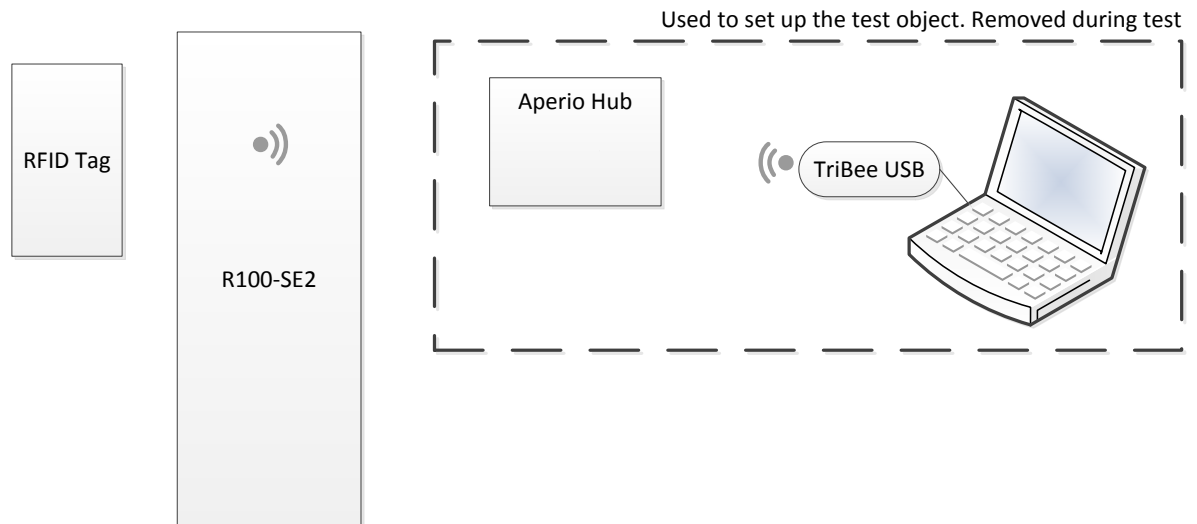 Used to set up the test object. Removed during test
Aperio Hub
RFID Tag
TriBee USB
R100-SE2